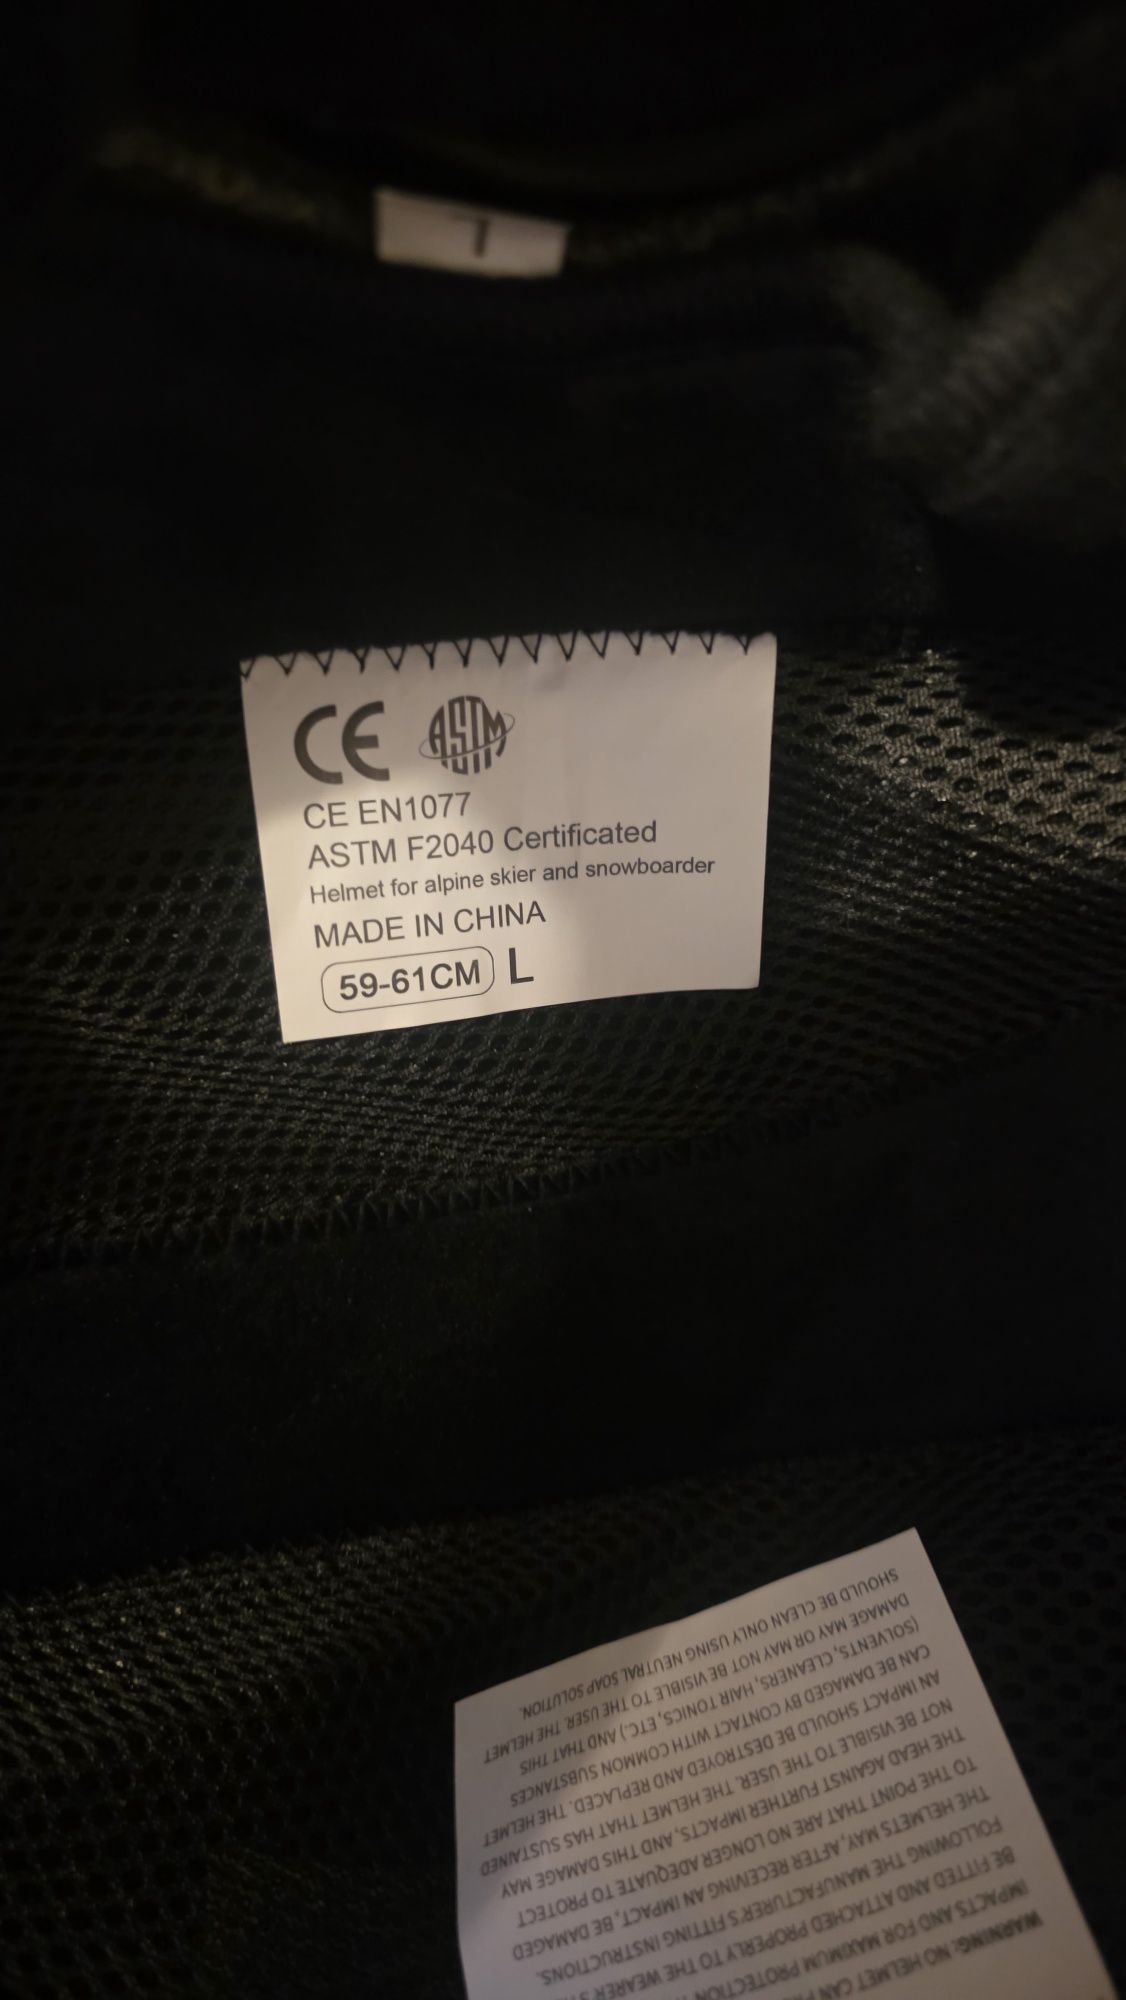 L
CE ASTM
CE EN1077
ASTM F2040 Certificated
Helmet for alpine skier and snowboarder
MADE IN CHINA
59-61CM L
WARNING: NO HELMET CAN
IMPACTS AND FOR MAXIMUM PROTECTION
BE FITTED AND ATTACHED PROPERLY TO THE WEARER'S
FOLLOWING THE MANUFACTURER'S FITTING INSTRUCTIONS.
THE HELMETS MAY, AFTER RECEIVING AN IMPACT, BE DAMAGED
TO THE POINT THAT ARE NO LONGER ADEQUATE TO PROTECT
THE HEAD AGAINST FURTHER IMPACTS, AND THIS DAMAGE MAY
NOT BE VISIBLE TO THE USER. THE HELMET THAT HAS SUSTAINED
AN IMPACT SHOULD BE DESTROYED AND REPLACED. THE HELMET
CAN BE DAMAGED BY CONTACT WITH COMMON SUBSTANCES
(SOLVENTS, CLEANERS, HAIR TONICS, ETC.) AND THAT THIS
DAMAGE MAY OR MAY NOT BE VISIBLE TO THE USER. THE HELMET
SHOULD BE CLEAN ONLY USING NEUTRAL SOAP SOLUTION.